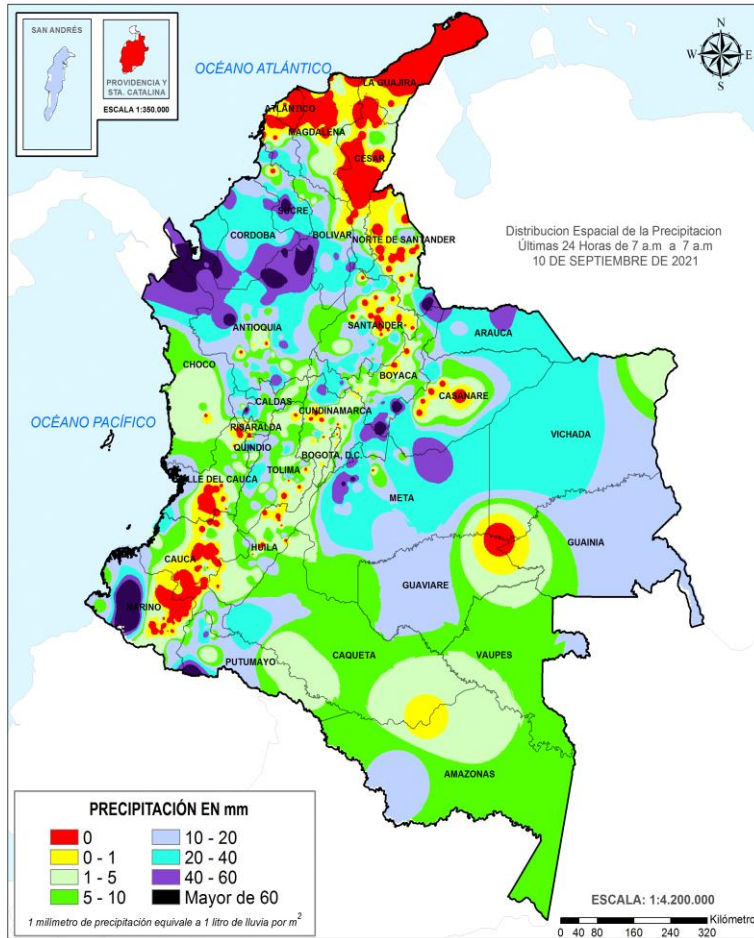 SAN ANDRÉS
PROVIDENCIA Y
STA. CATALINA
ESCALA 1:350.000
OCÉANO ATLÁNTICO
N
W
E
S
LA GUAJIRA
ATLÁNTICO
MAGDALENA
CESAR
SUCRE
CORDOBA
BOLIVAR
NORTE DE SANTANDER
Distribucion Espacial de la Precipitacion
Últimas 24 Horas de 7 a.m a 7 a.m
10 DE SEPTIEMBRE DE 2021
ANTIOQUIA
SANTANDER
ARAUCA
CHOCO
BOYACA
CASANARE
CALDAS
CUNDINAMARCA
OCÉANO PACÍFICO
RISARALDA
VICHADA
QUINDIO
BOGOTA, D.C.
TOLIMA
VALLE DEL CAUCA
META
CAUCA
HUILA
GUAINIA
GUAVIARE
NARIÑO
CAQUETA
VAUPES
PUTUMAYO
AMAZONAS
PRECIPITACIÓN EN mm
0
10 - 20
0 - 1
20 - 40
1 - 5
40 - 60
5 - 10
Mayor de 60
1 milimetro de precipitación equivale a 1 litro de lluvia por m²
ESCALA: 1:4.200.000
Kilómetro
0 40 80 160 240 320